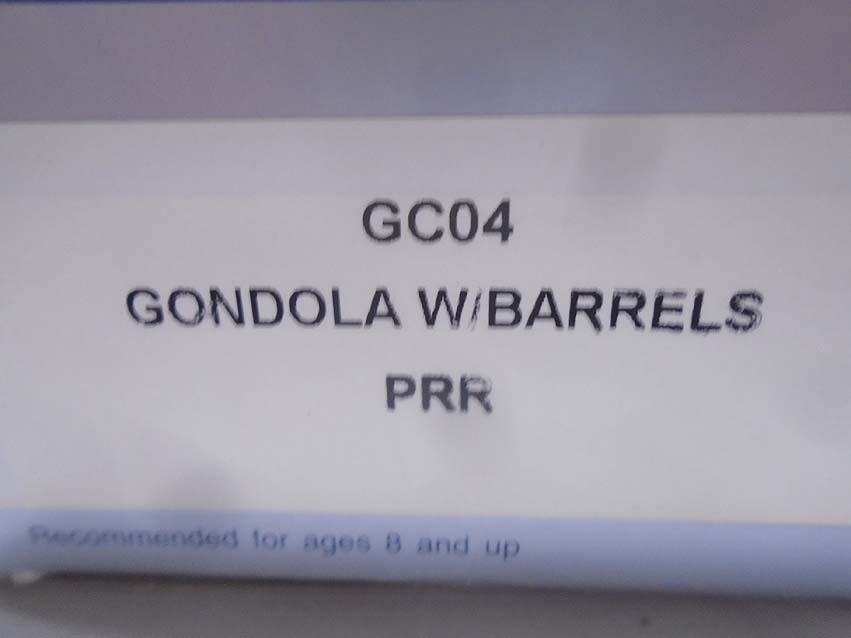 GC04
GONDOLA W/BARRELS
PRR
Recommended for ages 8 and up